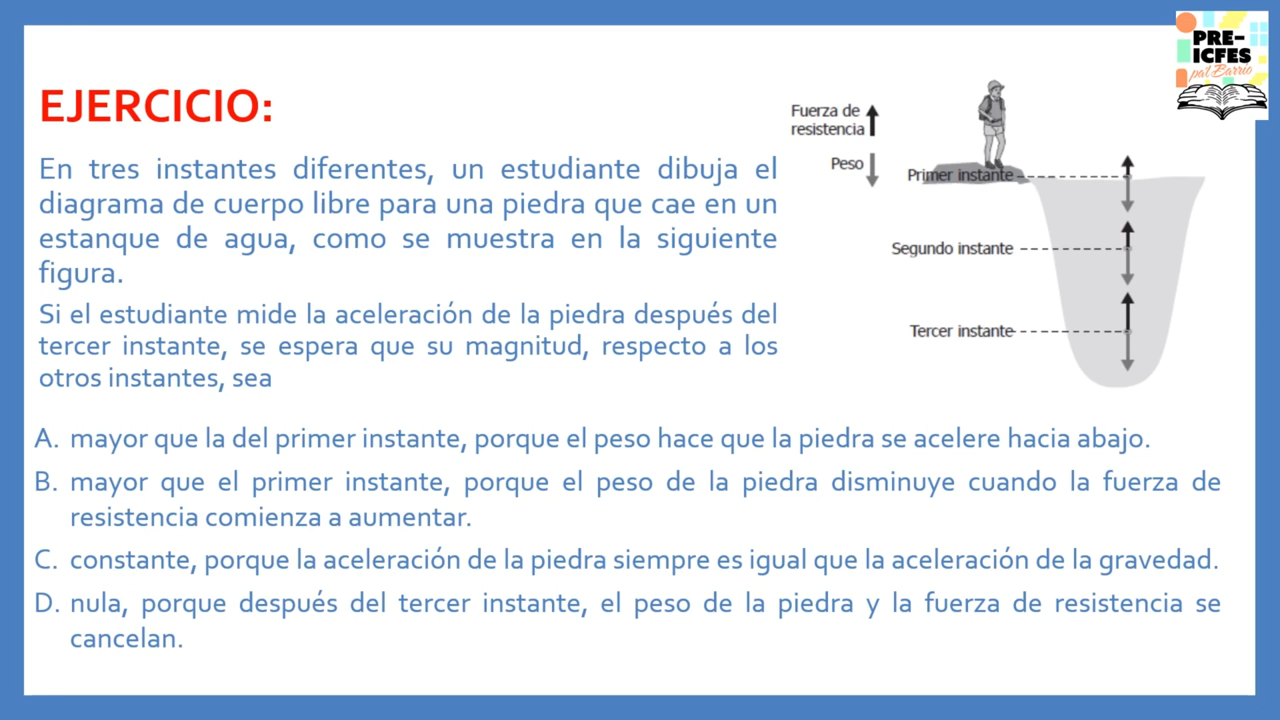 PRE-
ICFES
pa'l Barrio
EJERCICIO:
En tres instantes diferentes, un estudiante dibuja el
diagrama de cuerpo libre para una piedra que cae en un
estanque de agua, como se muestra en la siguiente
figura.
Si el estudiante mide la aceleración de la piedra después del
tercer instante, se espera que su magnitud, respecto a los
otros instantes, sea
Fuerza de
resistencia
Peso
Primer instante
Segundo instante
Tercer instante
A. mayor que la del primer instante, porque el peso hace que la piedra se acelere hacia abajo.
B. mayor que el primer instante, porque el peso de la piedra disminuye cuando la fuerza de
resistencia comienza a aumentar.
C. constante, porque la aceleración de la piedra siempre es igual que la aceleración de la gravedad.
D. nula, porque después del tercer instante, el peso de la piedra y la fuerza de resistencia se
cancelan.